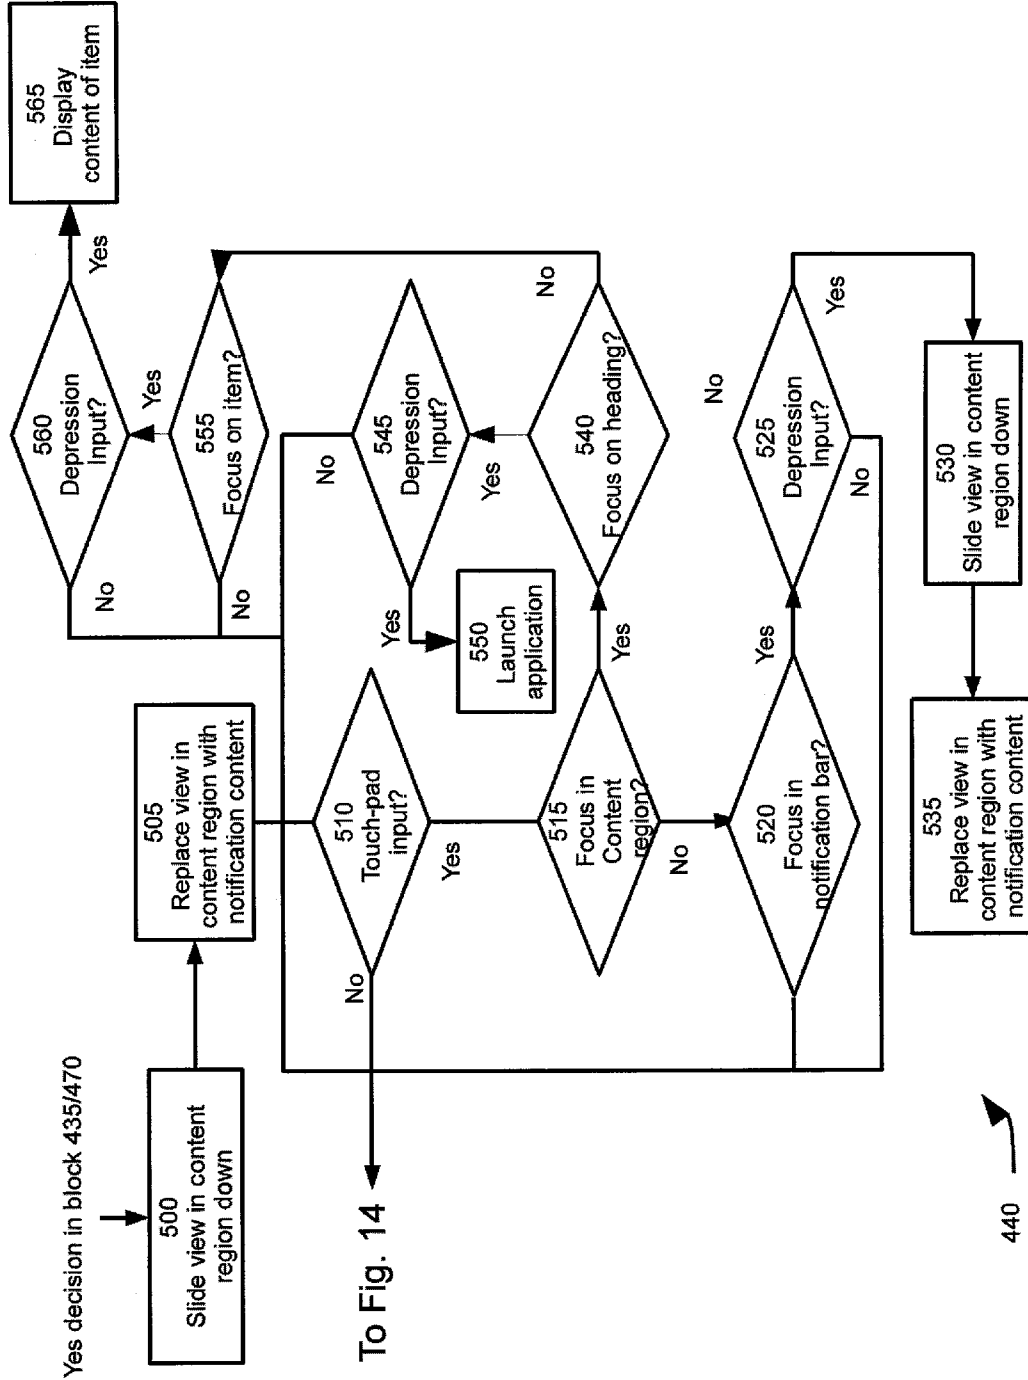 Yes decision in block 435/470
500
Slide view in content
region down
505
Replace view in
content region with
notification content
510
Touch-pad
input?
No
To Fig. 14
Yes
515
Focus in
Content
region?
Yes
No
520
Focus in
notification bar?
Yes
525
Depression
Input?
No
No
Yes
530
Slide view in content
region down
535
Replace view in
content region with
notification content
540
Focus on heading?
Yes
No
545
Depression
Input?
No
Yes
550
Launch
application
555
Focus on item?
No
Yes
560
Depression
Input?
No
Yes
565
Display
content of item
440